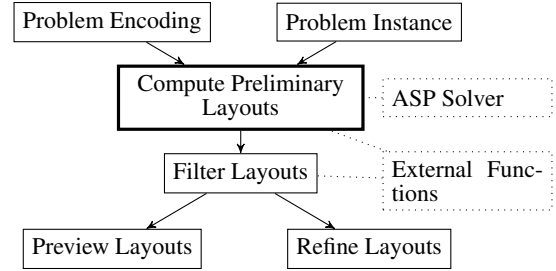 Problem Encoding
Problem Instance
Compute Preliminary
Layouts
ASP Solver
Filter Layouts
External Func-
tions
Preview Layouts
Refine Layouts